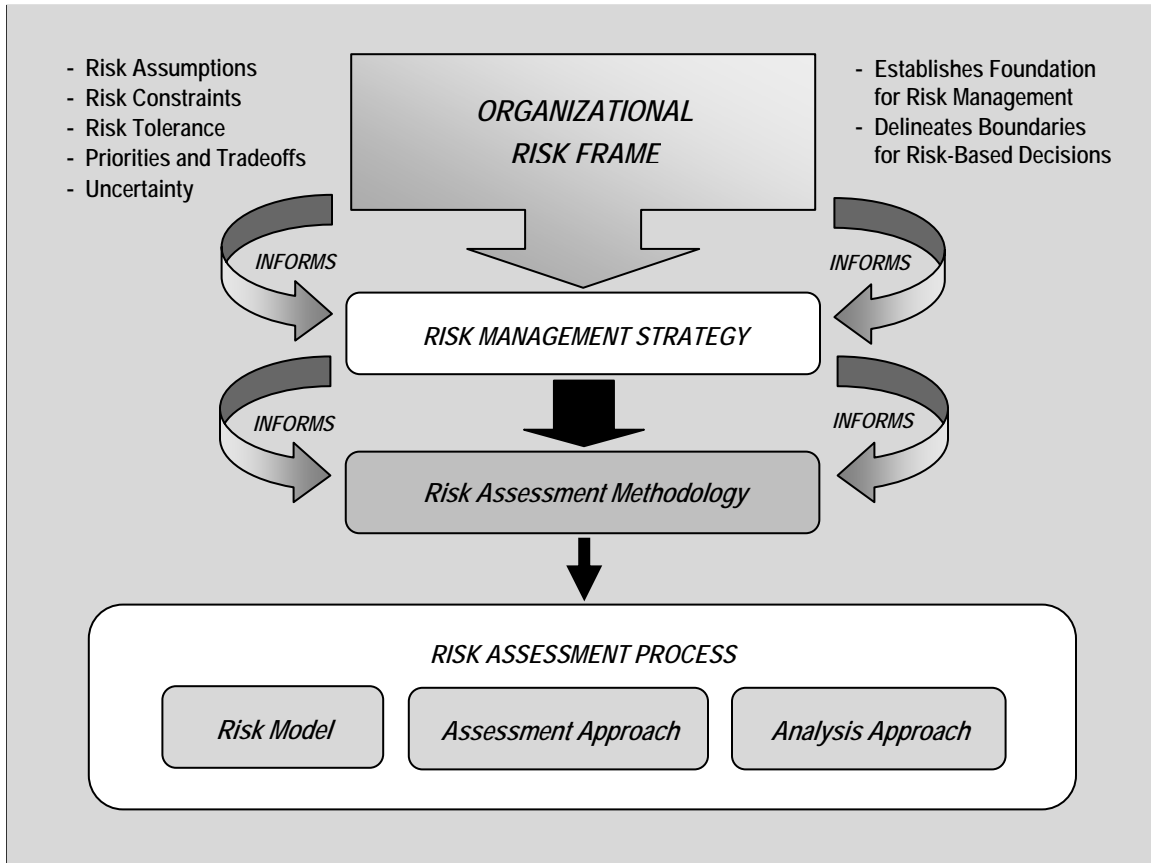 - Risk Assumptions
- Risk Constraints
- Risk Tolerance
- Priorities and Tradeoffs
- Uncertainty
ORGANIZATIONAL
RISK FRAME
- Establishes Foundation
for Risk Management
- Delineates Boundaries
for Risk-Based Decisions
INFORMS
INFORMS
RISK MANAGEMENT STRATEGY
INFORMS
INFORMS
Risk Assessment Methodology
RISK ASSESSMENT PROCESS
Risk Model
Assessment Approach
Analysis Approach